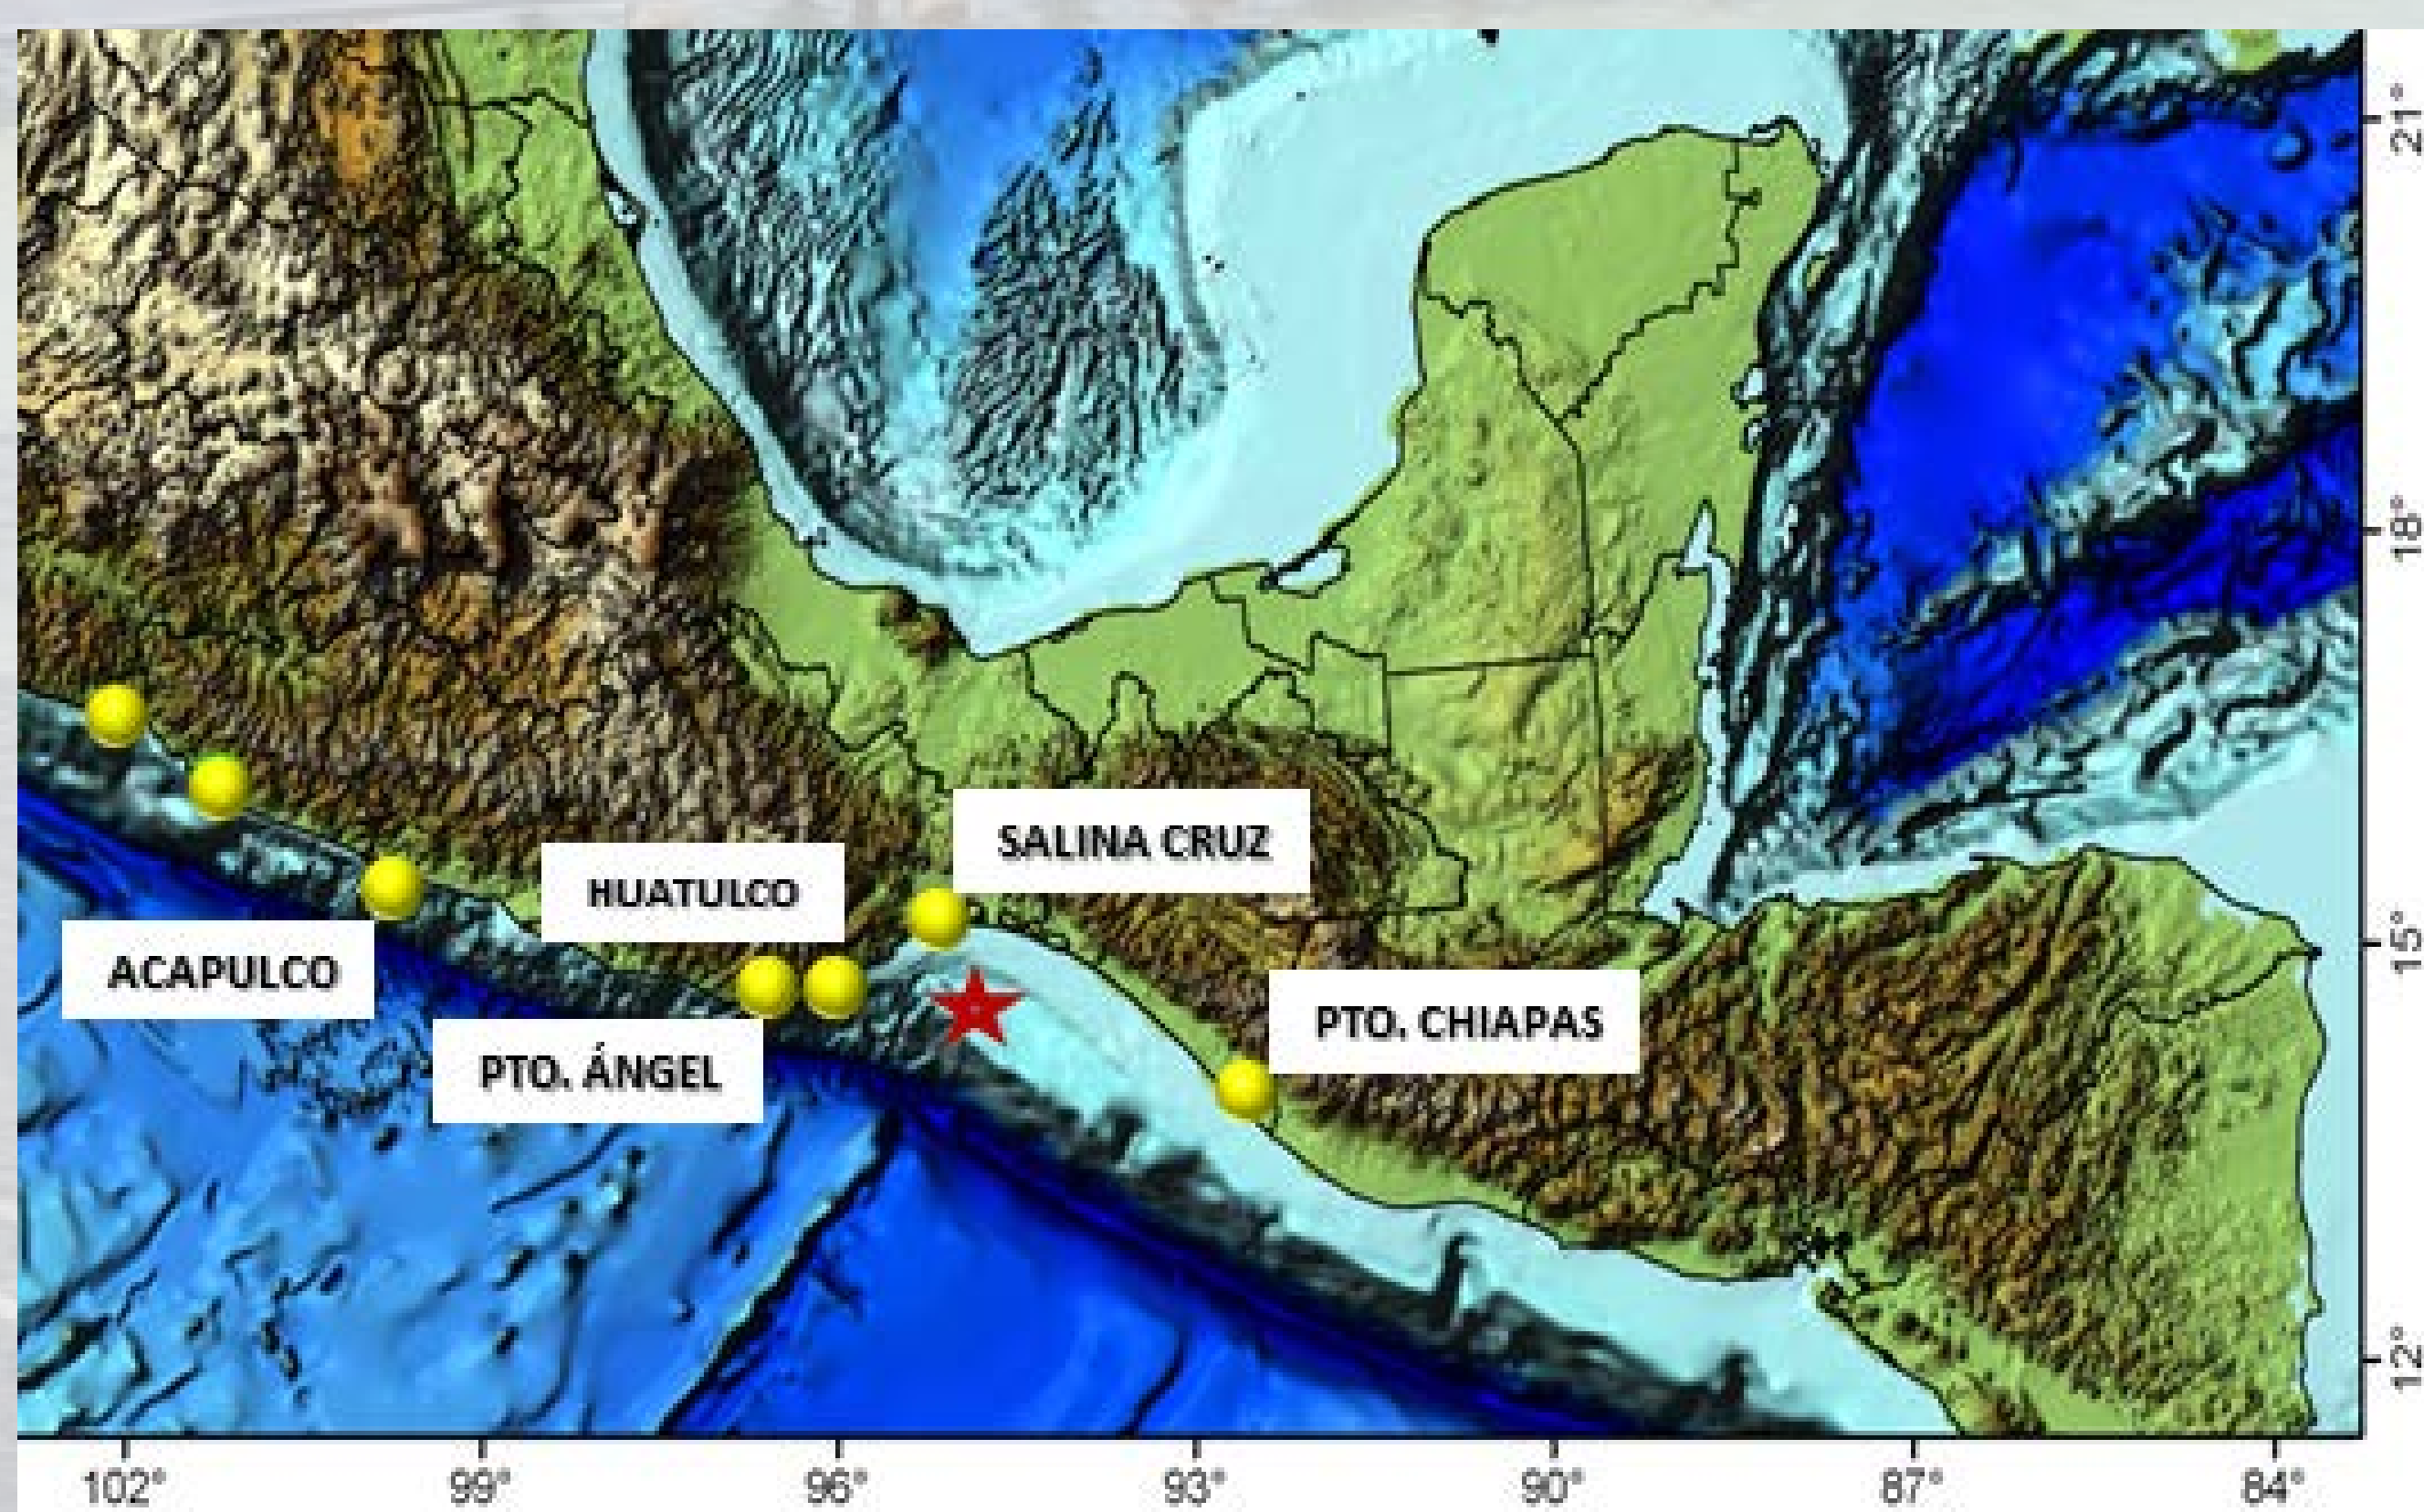 21°
18°
SALINA CRUZ
HUATULCO
ACAPULCO
15°
PTO. CHIAPAS
PTO. ÁNGEL
12°
102°
99°
96°
93°
90°
87°
84°